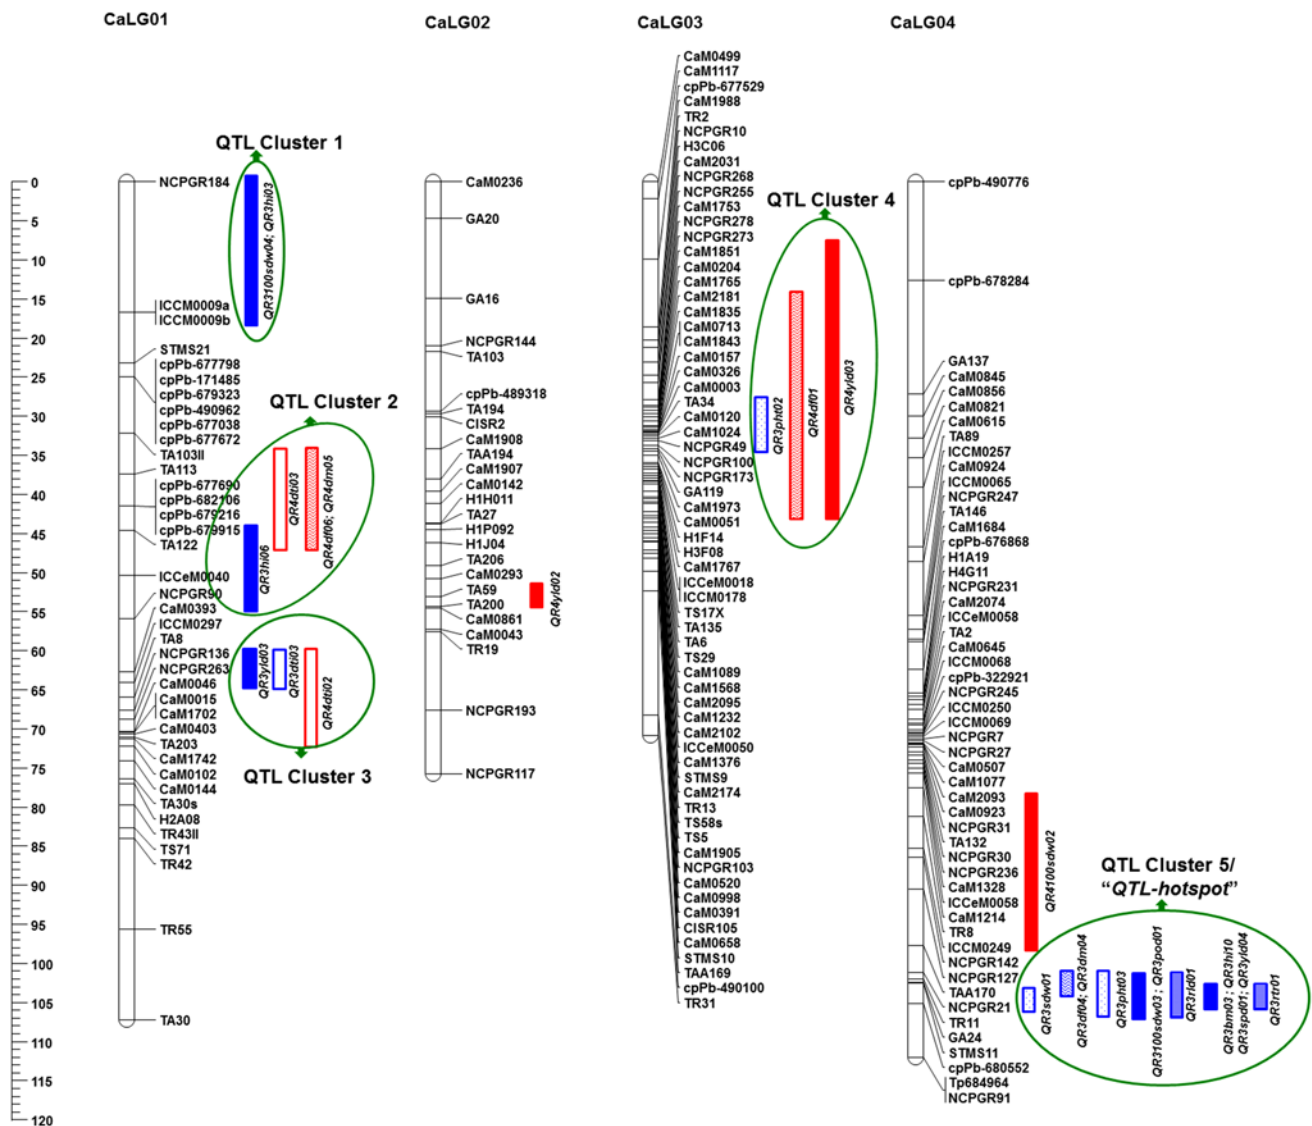 CaLG01
CaLG02
CaLG03
CaLG04
0
5
10
15
20
25
30
35
40
45
50
55
60
65
70
75
80
85
90
95
100
105
110
115
120
NCPGR184
ICCM0009a
ICCM0009b
STMS21
cpPb-677798
cpPb-171485
cpPb-679323
cpPb-490962
cpPb-677038
cpPb-677672
TA103II
TA113
cpPb-677690
cpPb-682106
cpPb-679216
cpPb-679915
TA122
ICCeM0040
NCPGR90
CaM0393
ICCM0297
TA8
NCPGR136
NCPGR263
CaM0046
CaM0015
CaM1702
CaM0403
TA203
CaM1742
CaM0102
CaM0144
TA30s
H2A08
TR43II
TS71
TR42
TR55
TA30
QTL Cluster 1
QR3100sdw04; QR3hi03
QTL Cluster 2
QR3hi06
QR4dti03
QR4df06; QR4dm05
QR3yld03
QR3dti03
QR4dti02
QTL Cluster 3
CaM0236
GA20
GA16
NCPGR144
TA103
cpPb-489318
TA194
CISR2
CaM1908
TAA194
CaM1907
CaM0142
H1H011
TA27
H1P092
H1J04
TA206
CaM0293
TA59
TA200
CaM0861
CaM0043
TR19
NCPGR193
NCPGR117
QR4yld02
CaM0499
CaM1117
cpPb-677529
CaM1988
TR2
NCPGR10
H3C06
CaM2031
NCPGR268
NCPGR255
CaM1753
NCPGR278
NCPGR273
CaM1851
CaM0204
CaM1765
CaM2181
CaM1835
CaM0713
CaM1843
CaM0157
CaM0326
CaM0003
TA34
CaM0120
CaM1024
NCPGR49
NCPGR100
NCPGR173
GA119
CaM1973
CaM0051
H1F14
H3F08
CaM1767
ICCeM0018
ICCM0178
TS17X
TA135
TA6
TS29
CaM1089
CaM1568
CaM2095
CaM1232
CaM2102
ICCeM0050
CaM1376
STMS9
CaM2174
TR13
TS58s
TS5
CaM1905
NCPGR103
CaM0520
CaM0998
CaM0391
CISR105
CaM0658
STMS10
TAA169
cpPb-490100
TR31
QTL Cluster 4
QR3pht02
QR4df01
QR4yld03
cpPb-490776
cpPb-678284
GA137
CaM0845
CaM0856
CaM0821
CaM0615
TA89
ICCM0257
CaM0924
ICCM0065
NCPGR247
TA146
CaM1684
cpPb-676868
H1A19
H4G11
NCPGR231
CaM2074
ICCeM0058
TA2
CaM0645
ICCM0068
cpPb-322921
NCPGR245
ICCM0250
ICCM0069
NCPGR7
NCPGR27
CaM0507
CaM1077
CaM2093
CaM0923
NCPGR31
TA132
NCPGR30
NCPGR236
CaM1328
ICCeM0058
CaM1214
TR8
ICCM0249
NCPGR142
NCPGR127
TAA170
NCPGR21
TR11
GA24
STMS11
cpPb-680552
Tp684964
NCPGR91
QR4100sdw02
QTL Cluster 5/
“QTL-hotspot”
QR3sdw01
QR3df04; QR3dm04
QR3pht03
QR3100sdw03 ; QR3pod01
QR3rld01
QR3bm03 ; QR3hi10
QR3spd01; QR3yld04
QR3rtr01